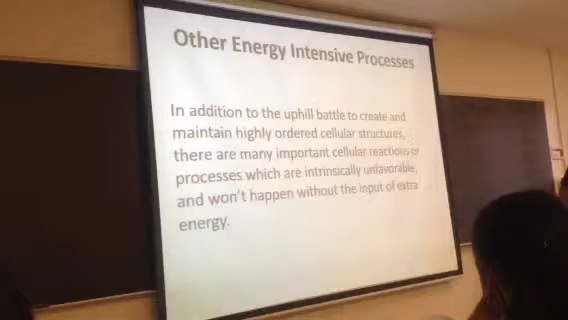 Other Energy Intensive Processes
In addition to the uphill battle to create and
maintain highly ordered cellular structures,
there are many important cellular reactions or
processes which are intrinsically unfavorable,
and won't happen without the input of extra
energy.